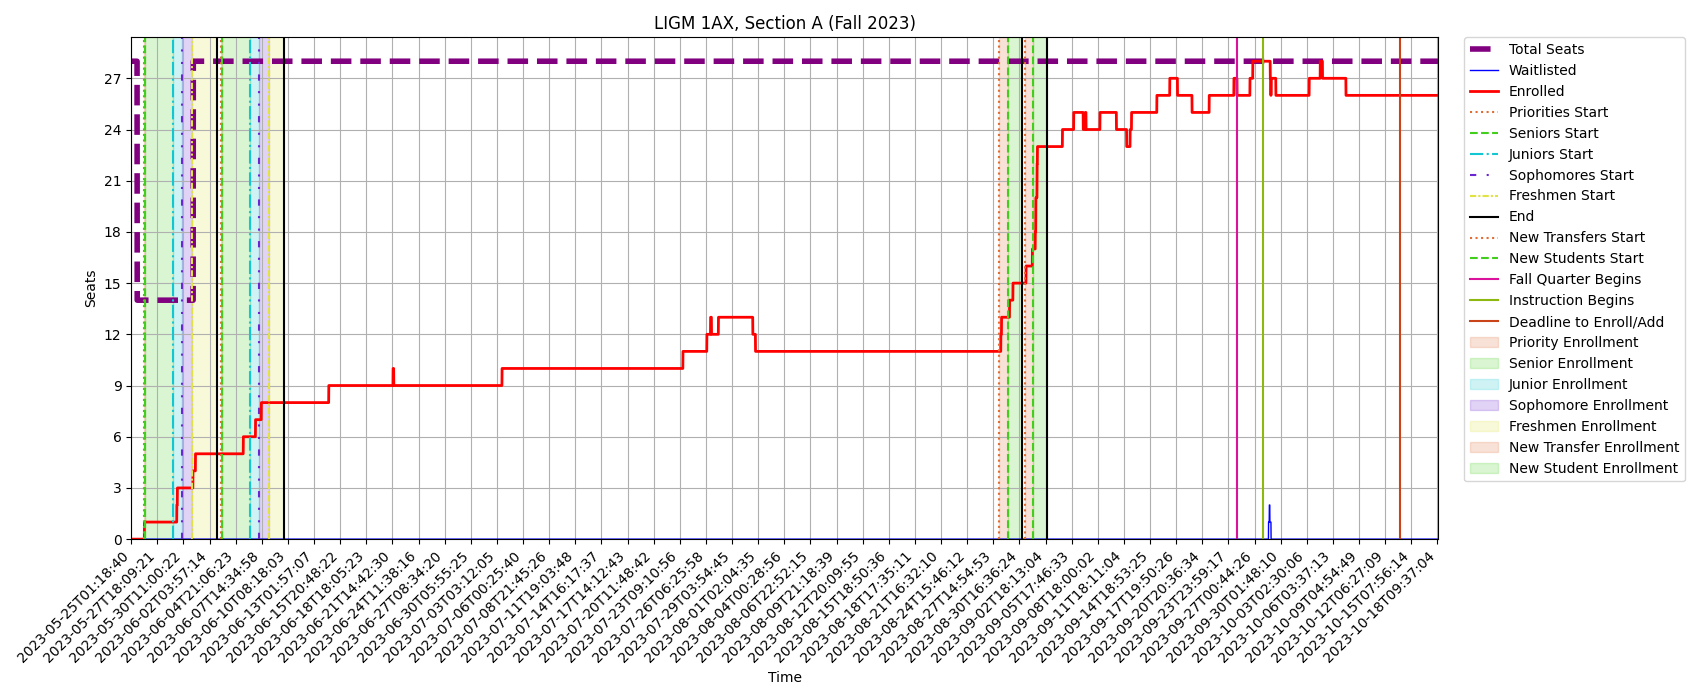 LIGM 1AX, Section A (Fall 2023)
Seats
27
24
21
18
15
12
9
6
3
0
2023-05-25T01:18:40
2023-05-27T18:09:21
2023-05-30T11:00:22
2023-06-02T03:57:14
2023-06-04T21:06:23
2023-06-07T14:34:58
2023-06-10T08:18:03
2023-06-13T01:57:07
2023-06-15T20:48:22
2023-06-18T18:05:23
2023-06-21T14:42:30
2023-06-24T11:38:16
2023-06-27T08:34:20
2023-06-30T05:55:25
2023-07-03T03:12:05
2023-07-06T00:25:40
2023-07-08T21:45:26
2023-07-11T19:03:48
2023-07-14T16:17:37
2023-07-17T14:12:43
2023-07-20T11:48:42
2023-07-23T09:10:56
2023-07-26T06:25:58
2023-07-29T03:54:45
2023-08-01T02:04:35
2023-08-04T00:28:56
2023-08-06T22:52:15
2023-08-09T21:18:39
2023-08-12T20:09:55
2023-08-15T18:50:36
2023-08-18T17:35:11
2023-08-21T16:32:10
2023-08-24T15:46:12
2023-08-27T14:54:53
2023-08-30T16:36:24
2023-09-02T18:13:04
2023-09-05T17:46:33
2023-09-08T18:00:02
2023-09-11T18:11:04
2023-09-14T18:53:25
2023-09-17T19:50:26
2023-09-20T20:36:34
2023-09-23T23:59:17
2023-09-27T00:44:26
2023-09-30T01:48:10
2023-10-03T02:30:06
2023-10-06T03:37:13
2023-10-09T04:54:49
2023-10-12T06:27:09
2023-10-15T07:56:14
2023-10-18T09:37:04
Time
Total Seats
Waitlisted
Enrolled
Priorities Start
Seniors Start
Juniors Start
Sophomores Start
Freshmen Start
End
New Transfers Start
New Students Start
Fall Quarter Begins
Instruction Begins
Deadline to Enroll/Add
Priority Enrollment
Senior Enrollment
Junior Enrollment
Sophomore Enrollment
Freshmen Enrollment
New Transfer Enrollment
New Student Enrollment